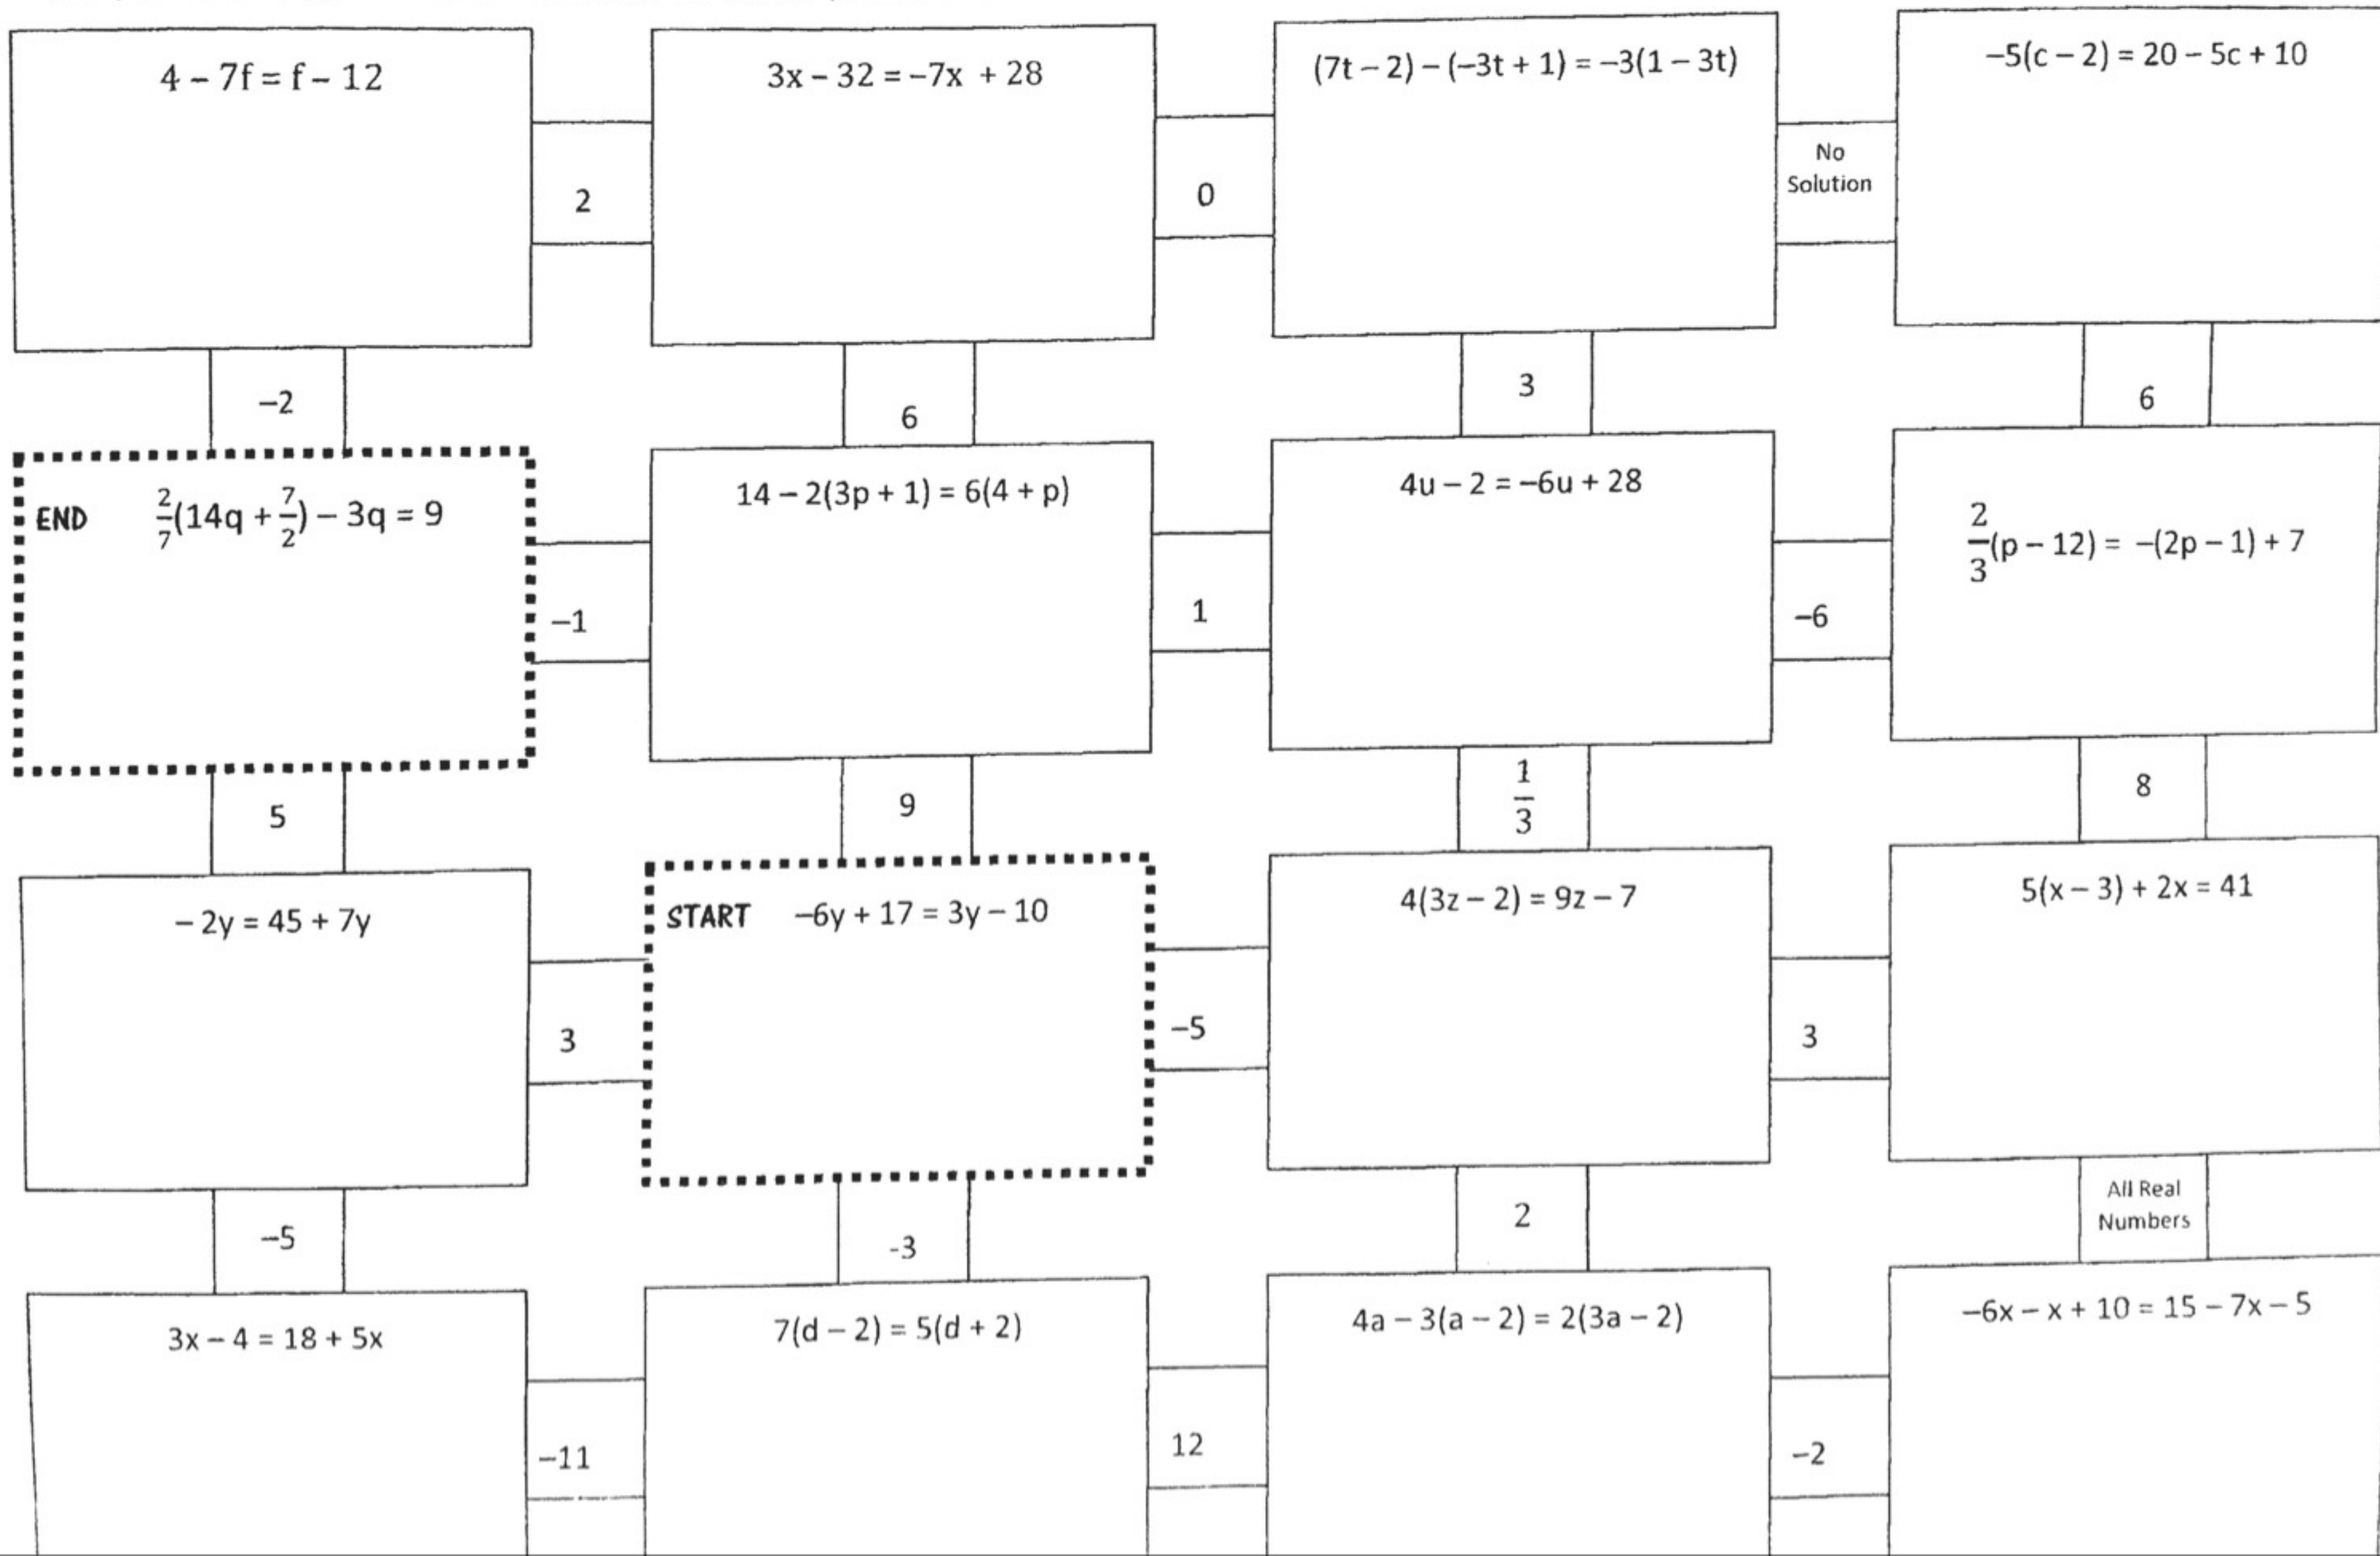 4 – 7f = f – 12
3x – 32 = –7x + 28
(7t – 2) – (–3t + 1) = –3(1 – 3t)
–5(c – 2) = 20 – 5c + 10
2
0
No
Solution
–2
6
3
6
END 2/7(14q + 7/2) – 3q = 9
14 – 2(3p + 1) = 6(4 + p)
4u – 2 = –6u + 28
2/3(p – 12) = –(2p – 1) + 7
–1
1
–6
5
9
1/3
8
– 2y = 45 + 7y
START –6y + 17 = 3y – 10
4(3z – 2) = 9z – 7
5(x – 3) + 2x = 41
3
–5
3
–5
-3
2
All Real
Numbers
3x – 4 = 18 + 5x
7(d – 2) = 5(d + 2)
4a – 3(a – 2) = 2(3a – 2)
–6x – x + 10 = 15 – 7x – 5
–11
12
–2